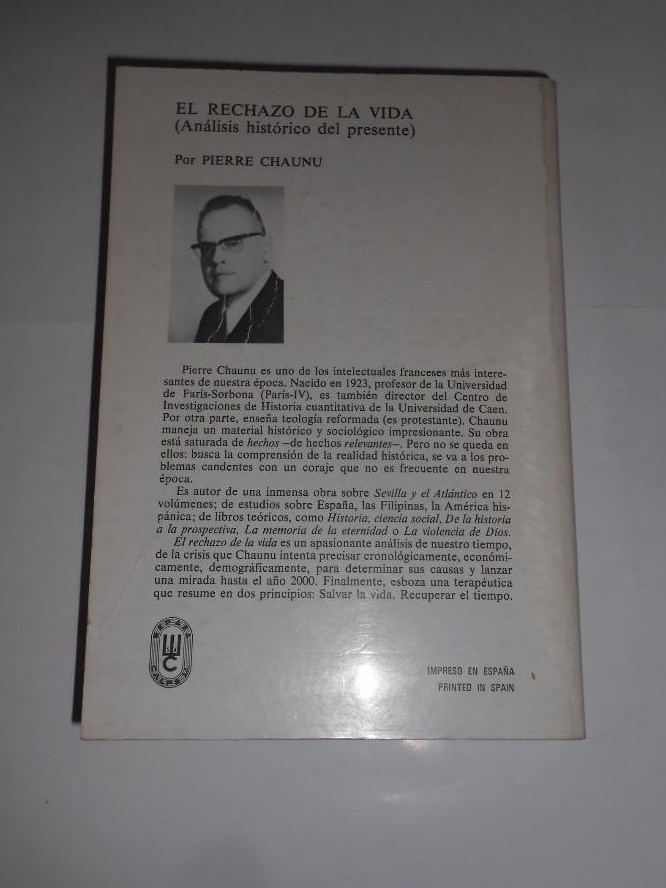 EL RECHAZO DE LA VIDA
(Análisis histórico del presente)
Por PIERRE CHAUNU
Pierre Chaunu es uno de los intelectuales franceses más intere-
santes de nuestra época. Nacido en 1923, profesor de la Universidad
de París-Sorbona (París-IV), es también director del Centro de
Investigaciones de Historia cuantitativa de la Universidad de Caen.
Por otra parte, enseña teología reformada (es protestante). Chaunu
maneja un material histórico y sociológico impresionante. Su obra
está saturada de hechos —de hechos relevantes—. Pero no se queda en
ellos: busca la comprensión de la realidad histórica, se va a los pro-
blemas candentes con un coraje que no es frecuente en nuestra
época.
Es autor de una inmensa obra sobre Sevilla y el Atlántico en 12
volúmenes; de estudios sobre España, las Filipinas, la América his-
pánica; de libros teóricos, como Historia, ciencia social, De la historia
a la prospectiva, La memoria de la eternidad o La violencia de Dios.
El rechazo de la vida es un apasionante análisis de nuestro tiempo,
de la crisis que Chaunu intenta precisar cronológicamente, económi-
camente, demográficamente, para determinar sus causas y lanzar
una mirada hasta el año 2000. Finalmente, esboza una terapéutica
que resume en dos principios: Salvar la vida. Recuperar el tiempo.
ESPASA
CALPE
IMPRESO EN ESPAÑA
PRINTED IN SPAIN